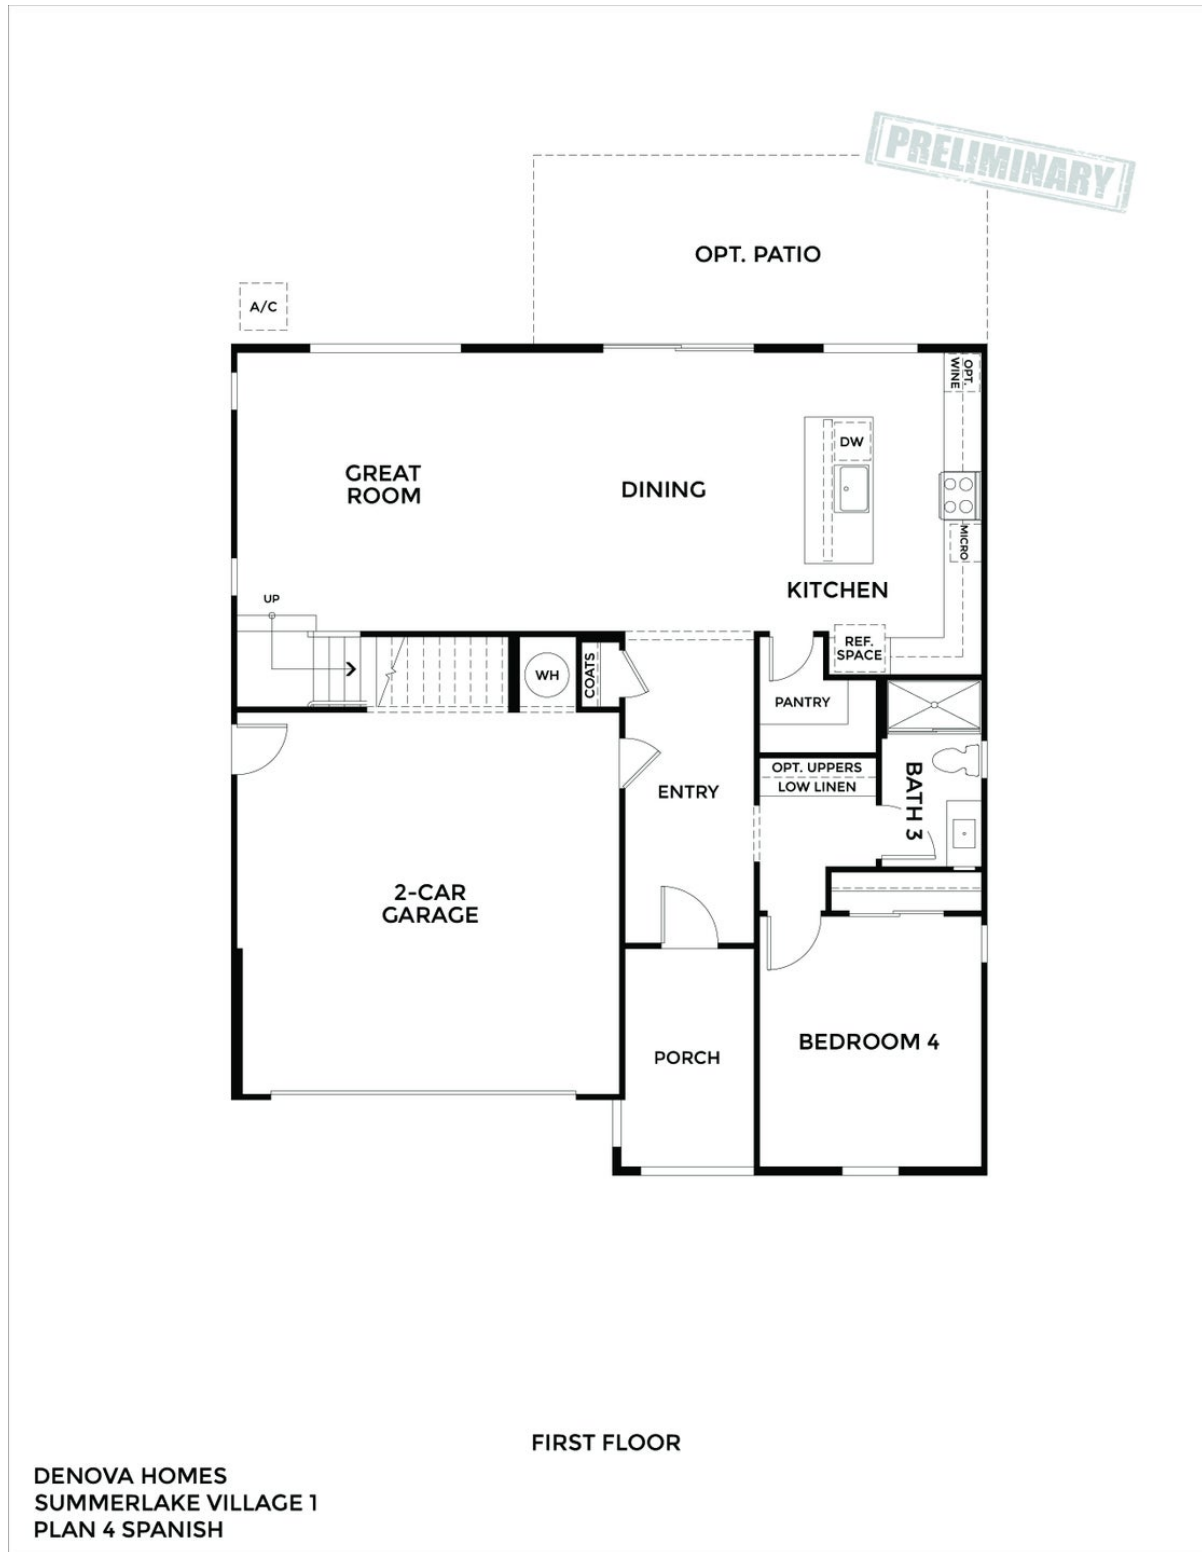 PRELIMINARY
OPT. PATIO
A/C
OPT.
WINE
DW
GREAT
ROOM
DINING
MICRO
KITCHEN
UP
REF.
SPACE
COATS
WH
PANTRY
OPT. UPPERS
LOW LINEN
BATH 3
ENTRY
2-CAR
GARAGE
BEDROOM 4
PORCH
FIRST FLOOR
DENOVA HOMES
SUMMERLAKE VILLAGE 1
PLAN 4 SPANISH